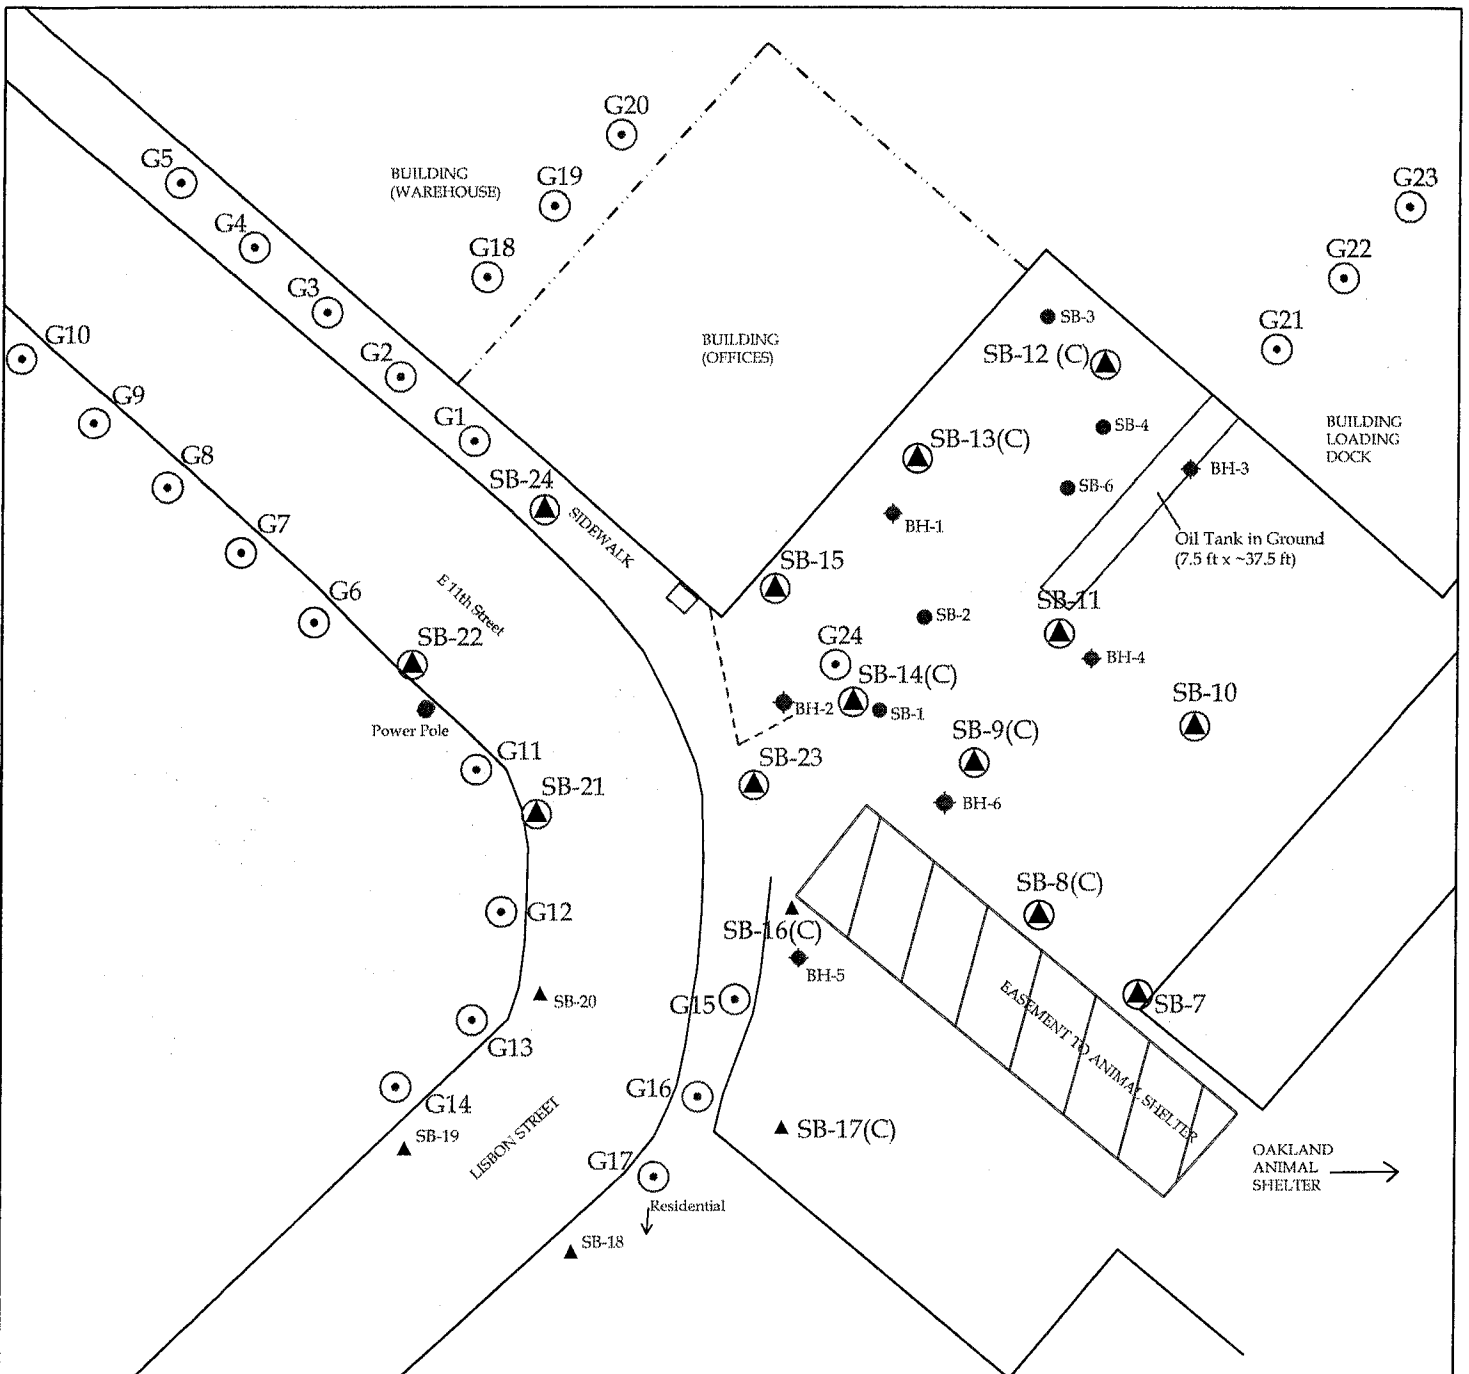 G20
G5
BUILDING
(WAREHOUSE)
G19
G23
G4
G18
G22
G3
SB-3
G21
G10
G2
BUILDING
(OFFICES)
SB-12 (C)
G9
G1
SB-13(C)
SB-4
BUILDING
LOADING
DOCK
G8
SB-24
SB-6
BH-3
G7
SIDEWALK
BH-1
Oil Tank in Ground
(7.5 ft x ~37.5 ft)
SB-15
G6
E 11th Street
SB-11
SB-2
SB-22
G24
BH-4
SB-14(C)
BH-2
SB-1
SB-10
Power Pole
SB-9(C)
G11
SB-23
SB-21
BH-6
SB-8(C)
G12
SB-16(C)
BH-5
SB-20
G15
EASEMENT TO ANIMAL SHELTER
SB-7
G13
G16
G14
SB-19
LISBON STREET
SB-17(C)
G17
OAKLAND
ANIMAL
SHELTER
Residential
SB-18